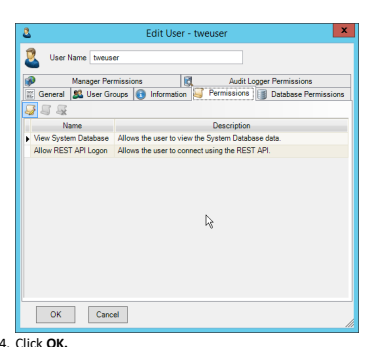 Edit User - tweuser
x
User Name tweuser
Manager Permissions Audit Logger Permissions
General User Groups Information Permissions Database Permissions
Name Description
View System Database Allows the user to view the System Database data.
Allow REST API Logon Allows the user to connect using the REST API.
OK Cancel
4. Click OK.